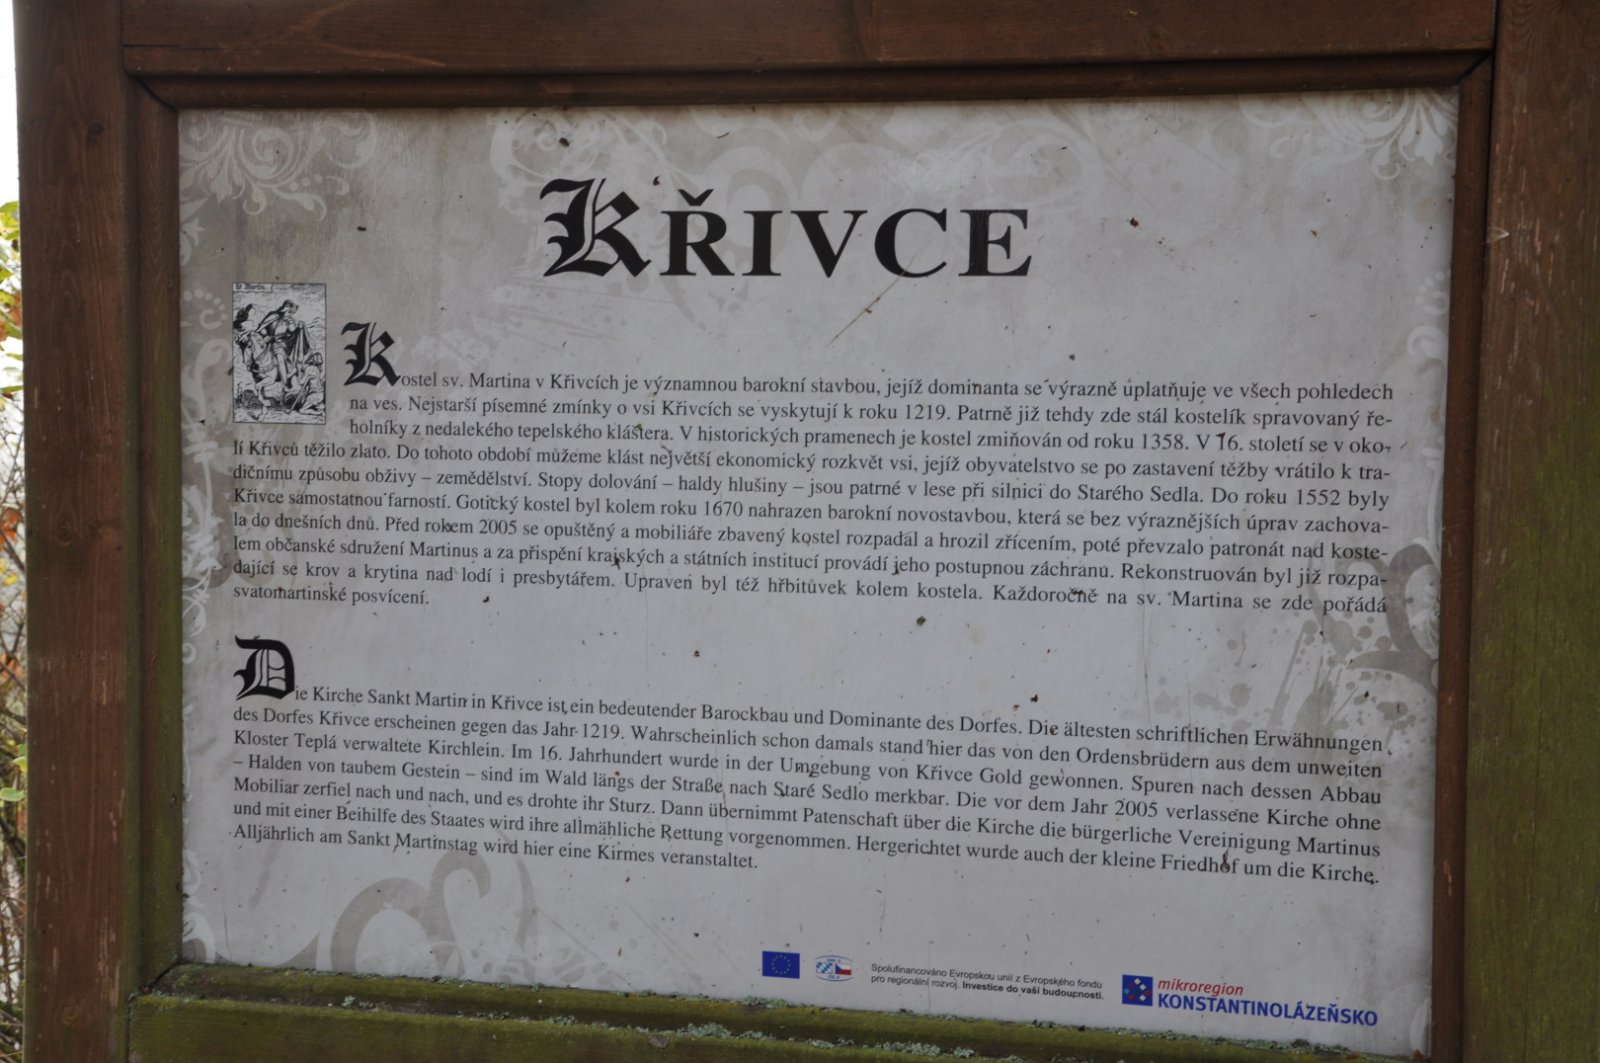 KŘIVCE
St Martin
Kostel sv. Martina v Křivcích je významnou barokní stavbou, jejíž dominanta se výrazně uplatňuje ve všech pohledech
na ves. Nejstarší písemné zmínky o vsi Křivcích se vyskytují k roku 1219. Patrně již tehdy zde stál kostelík spravovaný ře-
holníky z nedalekého tepelského kláštera. V historických pramenech je kostel zmiňován od roku 1358. V 16. století se v oko-
lí Křivců těžilo zlato. Do tohoto období můžeme klást největší ekonomický rozkvět vsi, jejíž obyvatelstvo se po zastavení těžby vrátilo k tra-
dičnímu způsobu obživy – zemědělství. Stopy dolování – haldy hlušiny – jsou patrné v lese při silnici do Starého Sedla. Do roku 1552 byly
Křivce samostatnou farností. Gotický kostel byl kolem roku 1670 nahrazen barokní novostavbou, která se bez výraznějších úprav zachova-
la do dnešních dnů. Před rokem 2005 se opuštěný a mobiliáře zbavený kostel rozpadal a hrozil zřícením, poté převzalo patronát nad koste-
lem občanské sdružení Martinus a za přispění krajských a státních institucí provádí jeho postupnou záchranu. Rekonstruován byl již rozpa-
dající se krov a krytina nad lodí i presbytářem. Upraven byl též hřbitůvek kolem kostela. Každoročně na sv. Martina se zde pořádá
svatomartinské posvícení.
Die Kirche Sankt Martin in Křivce ist ein bedeutender Barockbau und Dominante des Dorfes. Die ältesten schriftlichen Erwähnungen
des Dorfes Křivce erscheinen gegen das Jahr 1219. Wahrscheinlich schon damals stand hier das von den Ordensbrüdern aus dem unweiten
Kloster Teplá verwaltete Kirchlein. Im 16. Jahrhundert wurde in der Umgebung von Křivce Gold gewonnen. Spuren nach dessen Abbau
– Halden von taubem Gestein – sind im Wald längs der Straße nach Staré Sedlo merkbar. Die vor dem Jahr 2005 verlassene Kirche ohne
Mobiliar zerfiel nach und nach, und es drohte ihr Sturz. Dann übernimmt Patenschaft über die Kirche die bürgerliche Vereinigung Martinus
und mit einer Beihilfe des Staates wird ihre allmähliche Rettung vorgenommen. Hergerichtet wurde auch der kleine Friedhof um die Kirche.
Alljährlich am Sankt Martinstag wird hier eine Kirmes veranstaltet.
Spolufinancováno Evropskou unií z Evropského fondu
pro regionální rozvoj. Investice do vaší budoucnosti.
mikroregion
KONSTANTINOLÁZEŇSKO